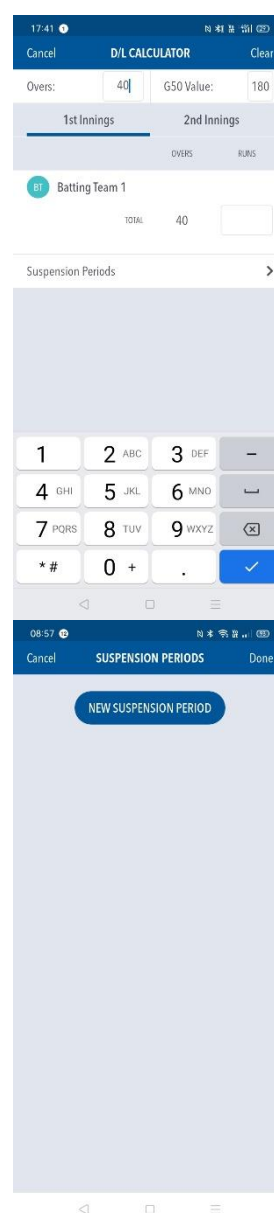 17:41 1
Cancel D/L CALCULATOR Clear
Overs: 40 G50 Value: 180
1st Innings 2nd Innings
OVERS RUNS
BT Batting Team 1
TOTAL 40
Suspension Periods
1 2 ABC 3 DEF –
4 GHI 5 JKL 6 MNO
7 PQRS 8 TUV 9 WXYZ
* # 0 + .
08:57 12
Cancel SUSPENSION PERIODS Done
NEW SUSPENSION PERIOD